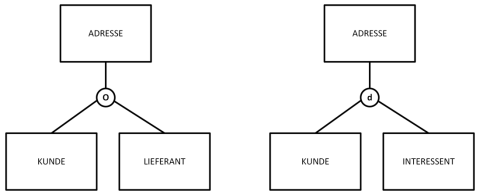 ADRESSE
O
KUNDE
LIEFERANT
ADRESSE
d
KUNDE
INTERESSENT